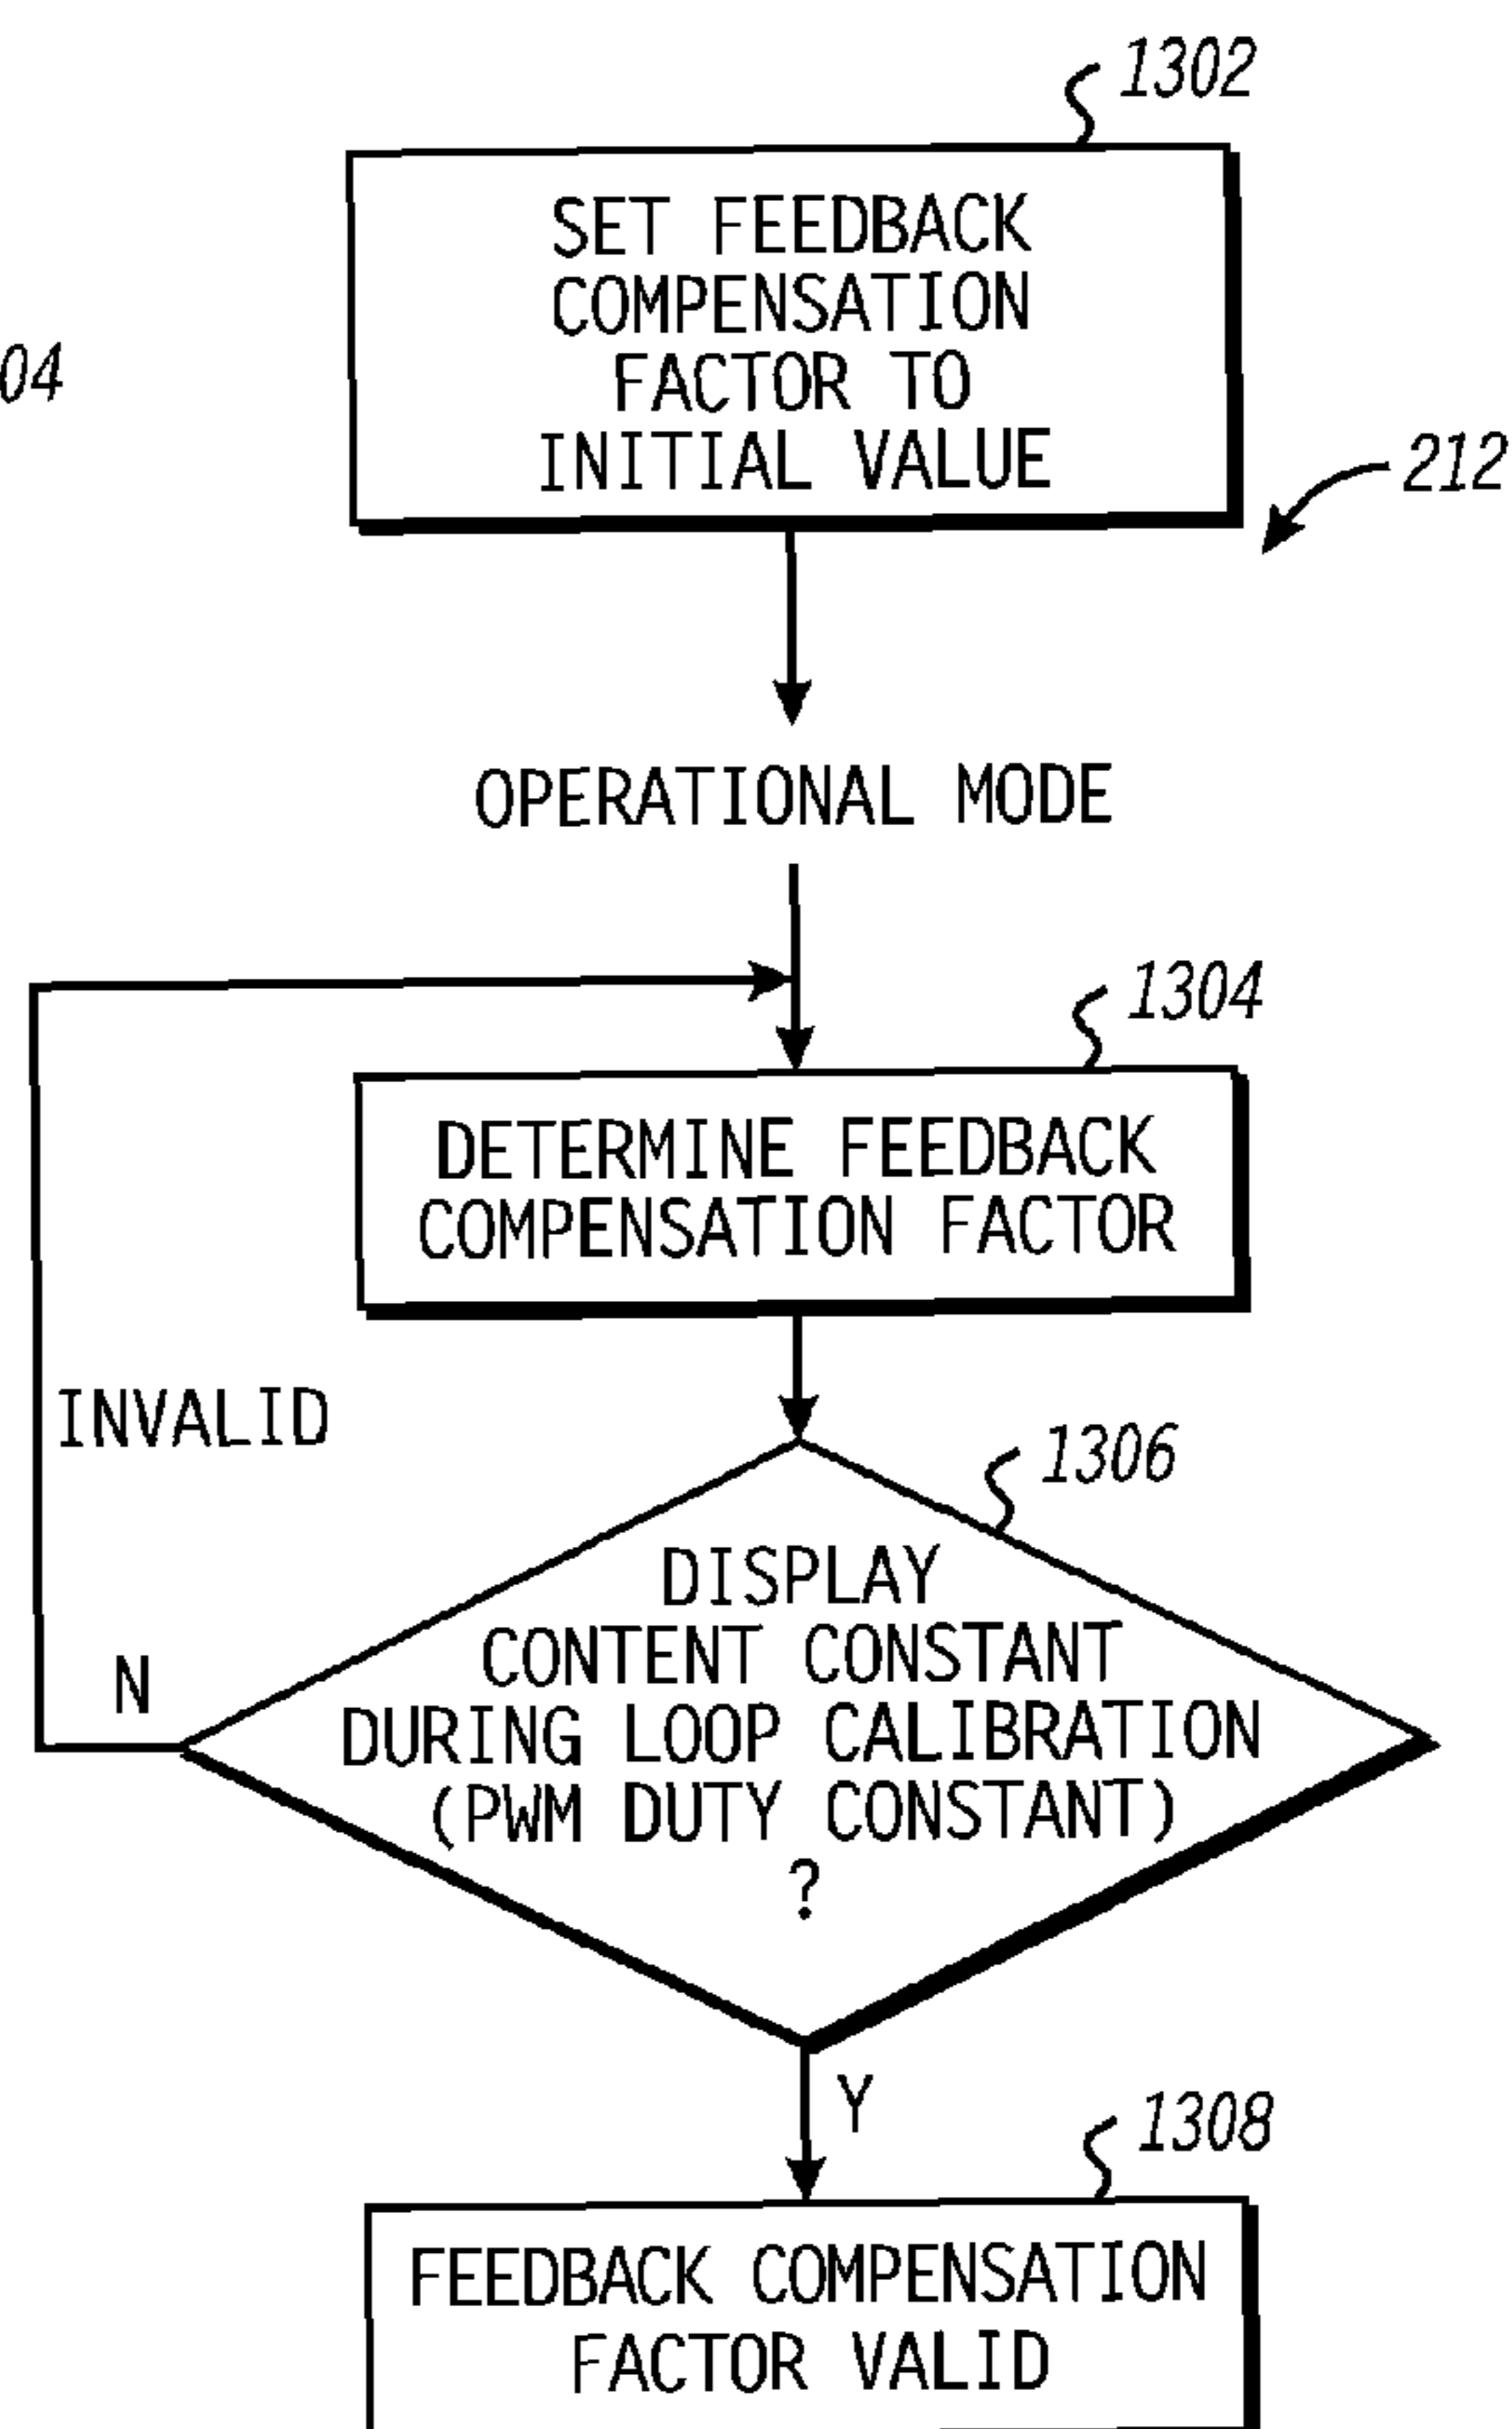 1302
SET FEEDBACK
COMPENSATION
FACTOR TO
INITIAL VALUE
04
212
OPERATIONAL MODE
1304
DETERMINE FEEDBACK
COMPENSATION FACTOR
INVALID
1306
DISPLAY
CONTENT CONSTANT
DURING LOOP CALIBRATION
(PWM DUTY CONSTANT)
?
N
Y
1308
FEEDBACK COMPENSATION
FACTOR VALID